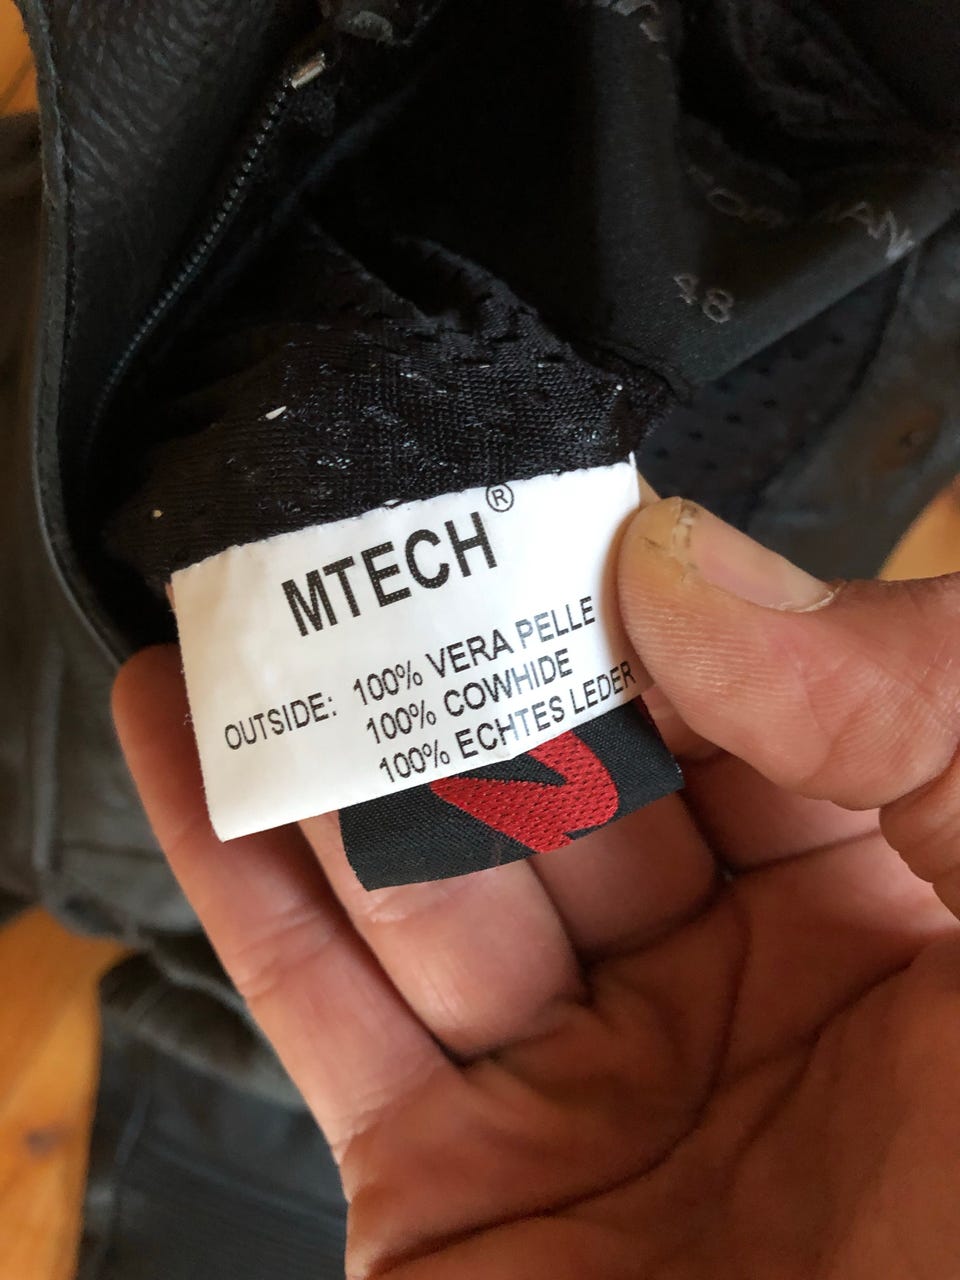 48
MTECH®
OUTSIDE: 100% VERA PELLE
100% COWHIDE
100% ECHTES LEDER